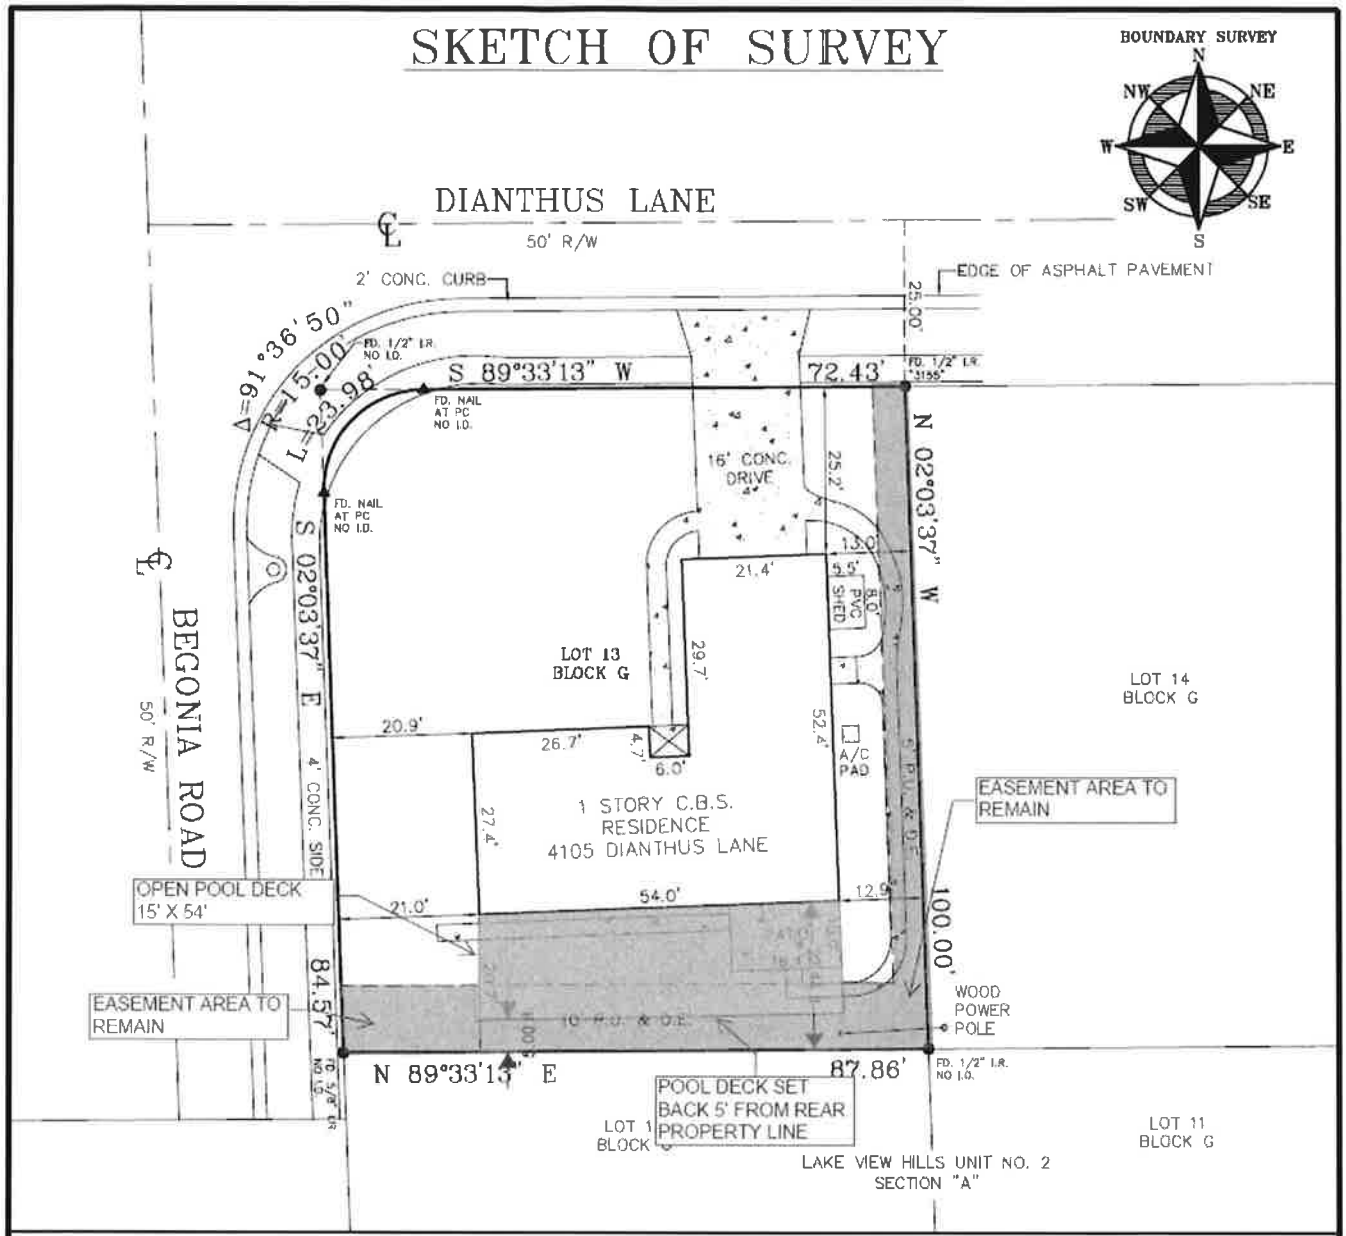 SKETCH OF SURVEY
BOUNDARY SURVEY
N
NW
NE
W
E
SW
SE
S
DIANTHUS LANE
50' R/W
2' CONC. CURB
EDGE OF ASPHALT PAVEMENT
25.00'
Δ=91°36'50"
R=15.00'
L=23.98'
FD. 1/2" I.R.
NO I.D.
S 89°33'13" W
72.43'
FD. 1/2" I.R.
"3155"
FD. NAIL
AT PC
NO I.D.
FD. NAIL
AT PC
NO I.D.
16' CONC.
DRIVE
25.2'
N 02°03'37" W
13.0'
21.4'
5.5'
8.0'
PVC
SHED
S 02°03'37" E
BEGONIA ROAD
50' R/W
LOT 13
BLOCK G
29.7'
LOT 14
BLOCK G
20.9'
26.7'
4.7'
6.0'
52.4'
A/C
PAD
5' P.U. & D.E.
4' CONC. SIDE
27.4'
1 STORY C.B.S.
RESIDENCE
4105 DIANTHUS LANE
EASEMENT AREA TO
REMAIN
OPEN POOL DECK
15' X 54'
21.0'
54.0'
12.9'
100.00'
84.57'
EASEMENT AREA TO
REMAIN
10' P.U. & D.E.
WOOD
POWER
POLE
N 89°33'13" E
87.86'
FD. 1/2" I.R.
NO I.D.
FD. 5/8" I.R.
NO I.D.
POOL DECK SET
BACK 5' FROM REAR
PROPERTY LINE
LOT 1
BLOCK
LOT 11
BLOCK G
LAKE VIEW HILLS UNIT NO. 2
SECTION "A"